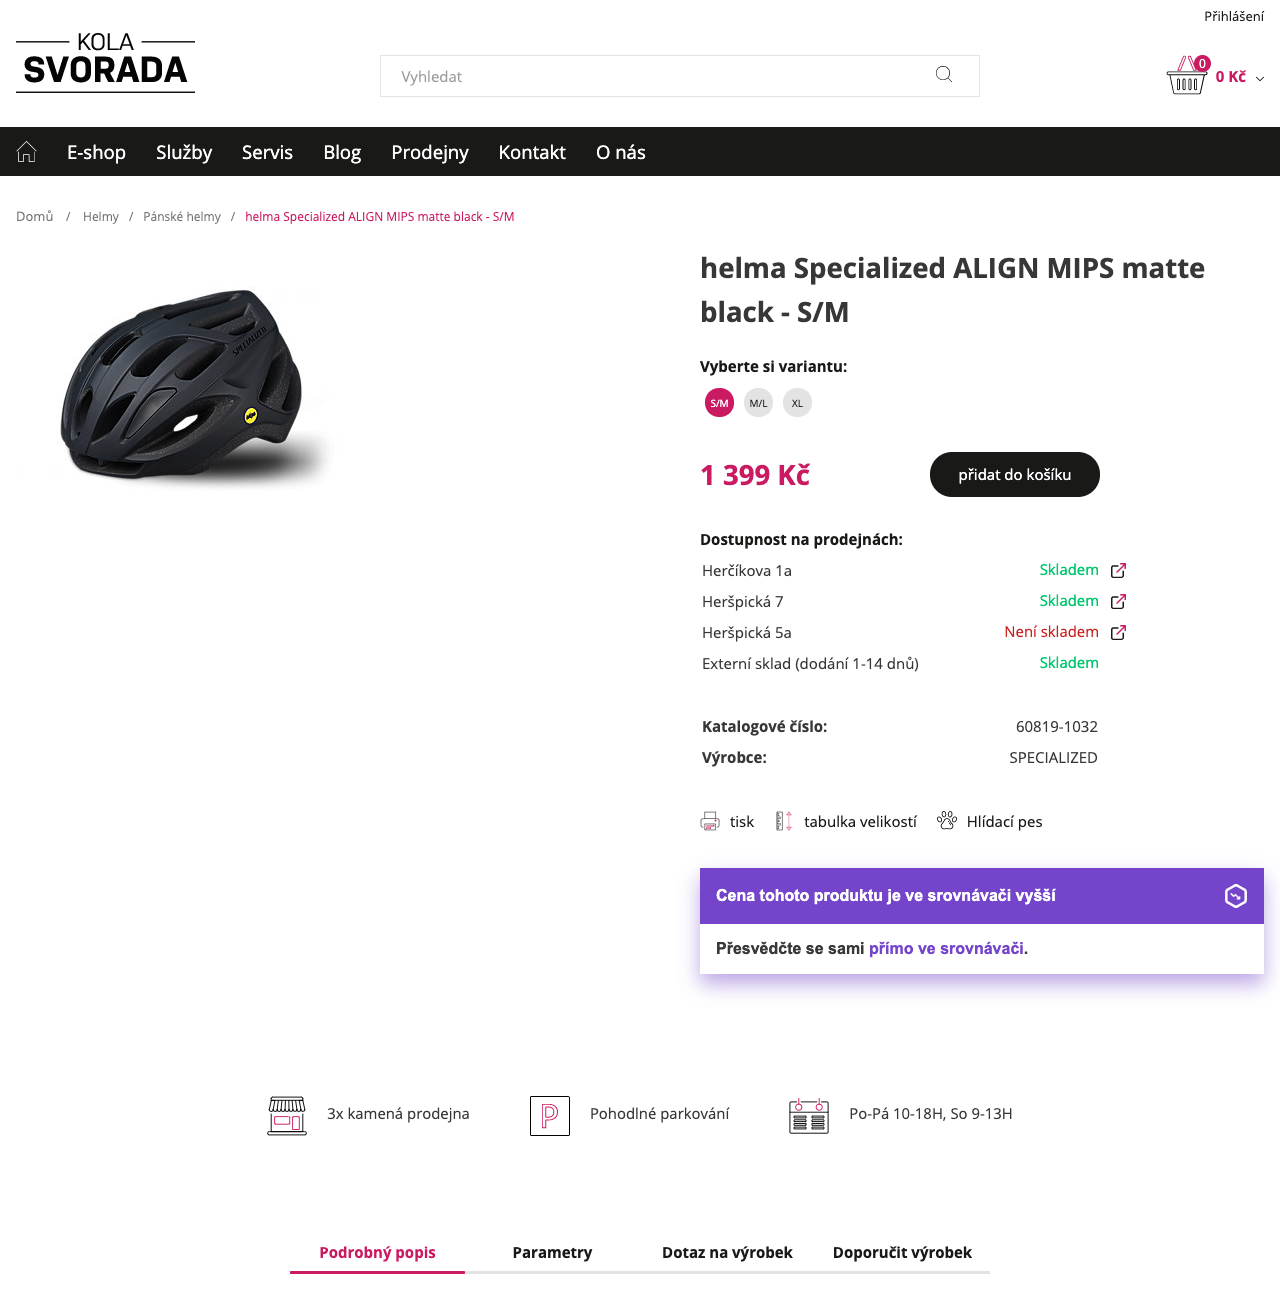 Přihlášení
KOLA
SVORADA
Vyhledat
0
0 Kč
E-shop Služby Servis Blog Prodejny Kontakt O nás
Domů / Helmy / Pánské helmy / helma Specialized ALIGN MIPS matte black - S/M
helma Specialized ALIGN MIPS matte
black - S/M
SPECIALIZED
Vyberte si variantu:
S/M M/L XL
1 399 Kč
přidat do košíku
Dostupnost na prodejnách:
Herčíkova 1a Skladem
Heršpická 7 Skladem
Heršpická 5a Není skladem
Externí sklad (dodání 1-14 dnů) Skladem
Katalogové číslo: 60819-1032
Výrobce: SPECIALIZED
tisk tabulka velikostí Hlídací pes
Cena tohoto produktu je ve srovnávači vyšší
Přesvědčte se sami přímo ve srovnávači.
3x kamená prodejna P Pohodlné parkování Po-Pá 10-18H, So 9-13H
Podrobný popis Parametry Dotaz na výrobek Doporučit výrobek